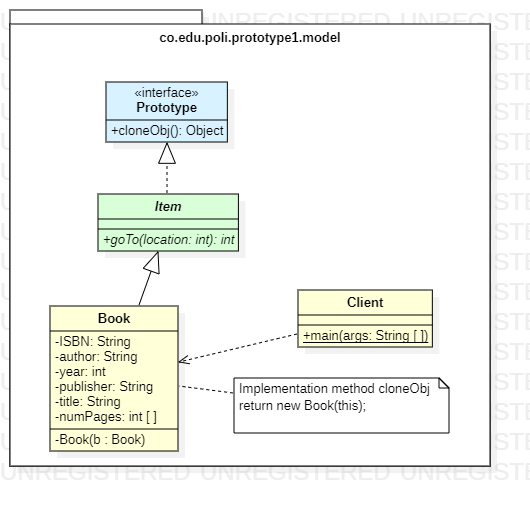 UNREGISTERED UNREGISTERED UNREGISTERED
co.edu.poli.prototype1.model
«interface»
Prototype
+cloneObj(): Object
Item
+goTo(location: int): int
Book
-ISBN: String
-author: String
-year: int
-publisher: String
-title: String
-numPages: int [ ]
-Book(b : Book)
Client
+main(args: String [ ])
Implementation method cloneObj
return new Book(this);
UNREGISTERED UNREGISTERED UNREGISTERED